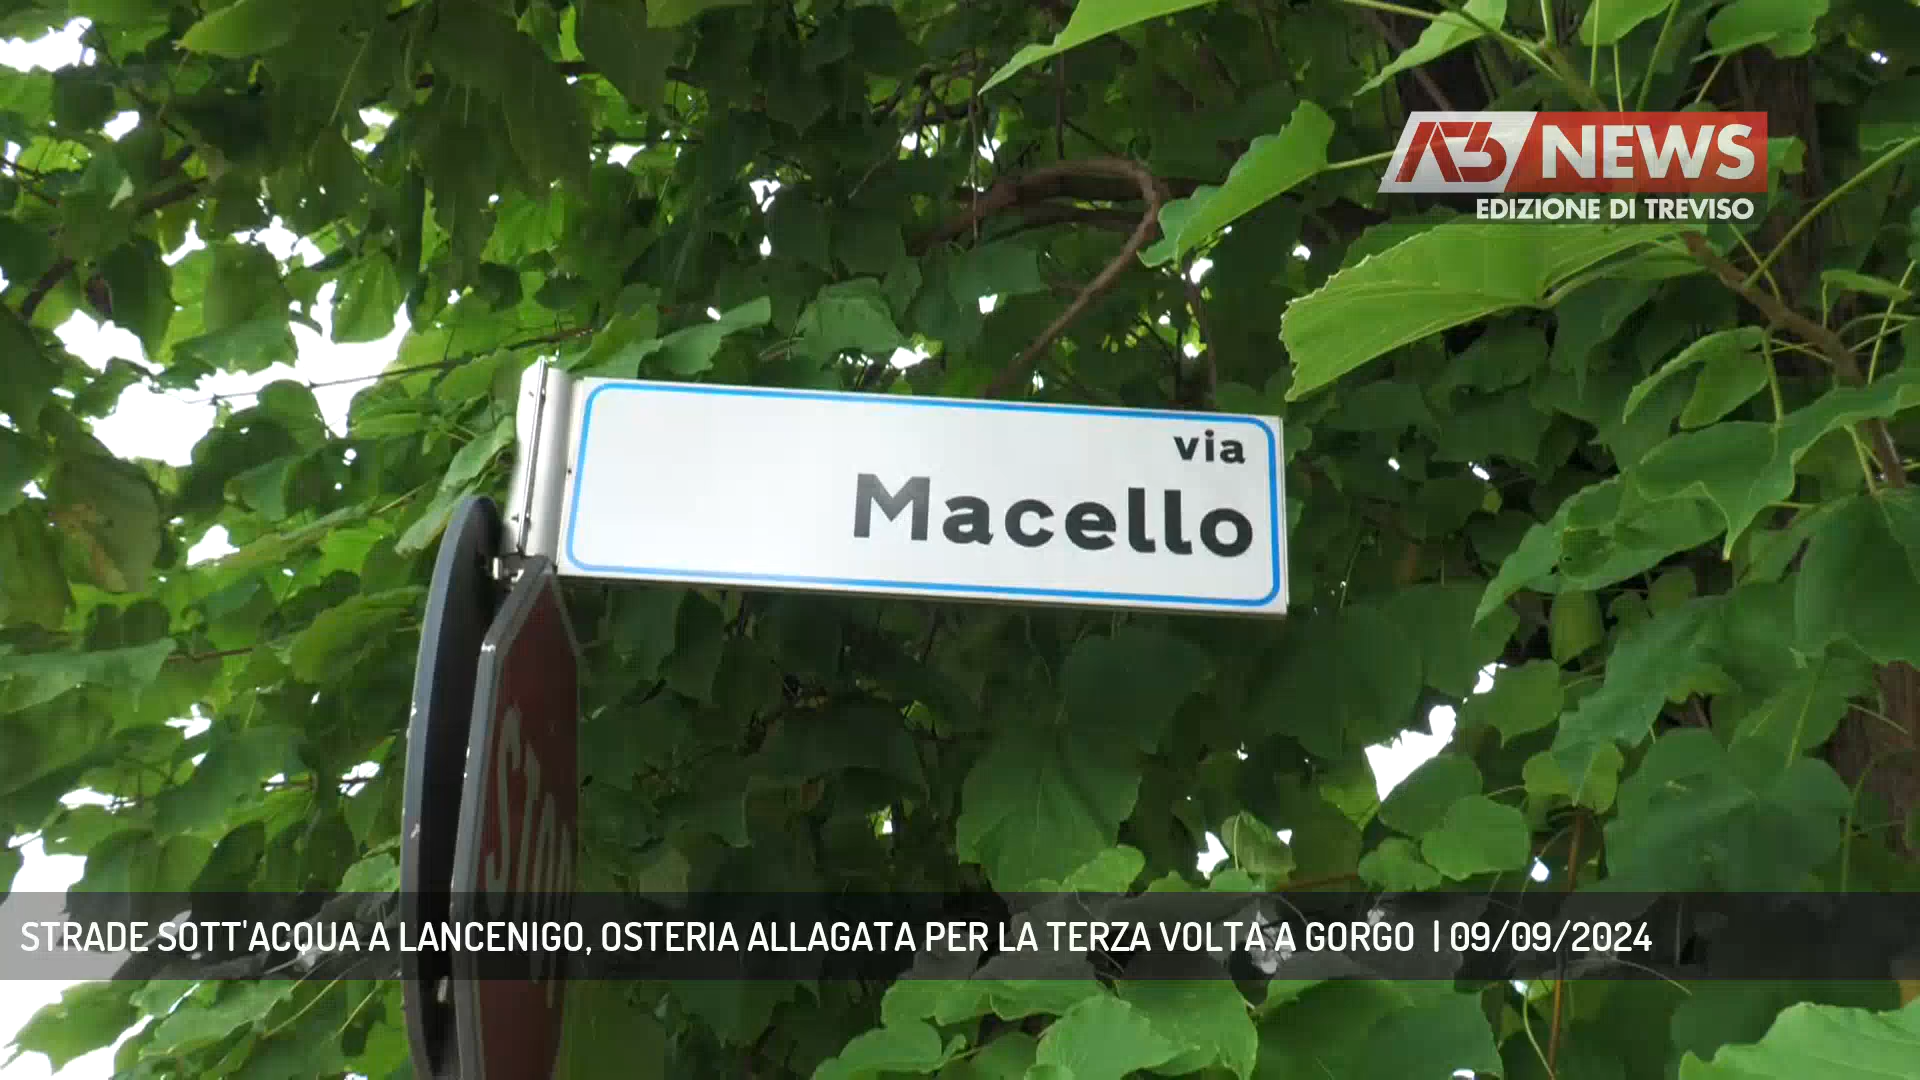 A3 NEWS
EDIZIONE DI TREVISO
via
Macello
STOP
STRADE SOTT'ACQUA A LANCENIGO, OSTERIA ALLAGATA PER LA TERZA VOLTA A GORGO | 09/09/2024